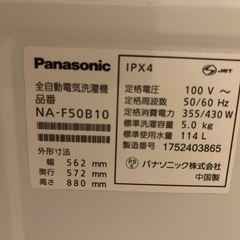 Panasonic
全自動電気洗濯機
品番
NA-F50B10
外形寸法
幅 562 mm
奥行 572 mm
高さ 880 mm
IPX4
JET
定格電圧 100 V～
定格周波数 50/60 Hz
定格消費電力 355/430 W
標準洗濯容量 5.0 kg
標準使用水量 114 L
製造番号 1752403865
PS
E
パナソニック株式会社
中国製